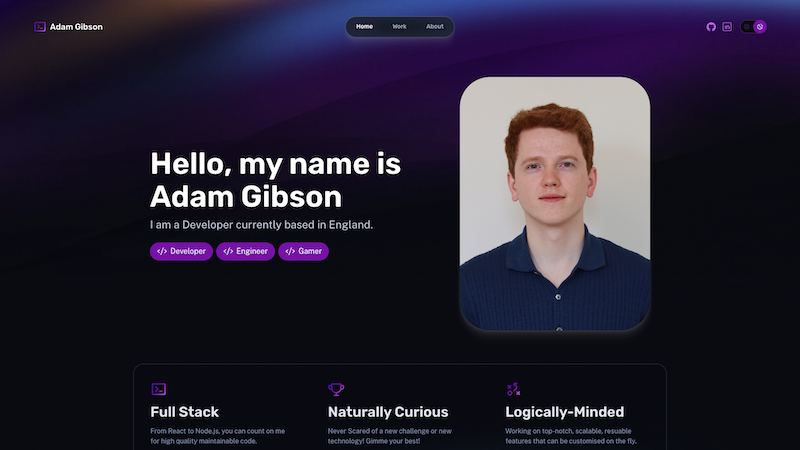 Adam Gibson
Home Work About
Hello, my name is
Adam Gibson
I am a Developer currently based in England.
</> Developer </> Engineer </> Gamer
Full Stack
From React to Node.js, you can count on me
for high quality maintainable code.
Naturally Curious
Never Scared of a new challenge or new
technology! Gimme your best!
Logically-Minded
Working on top-notch, scalable, resuable
features that can be customised on the fly.